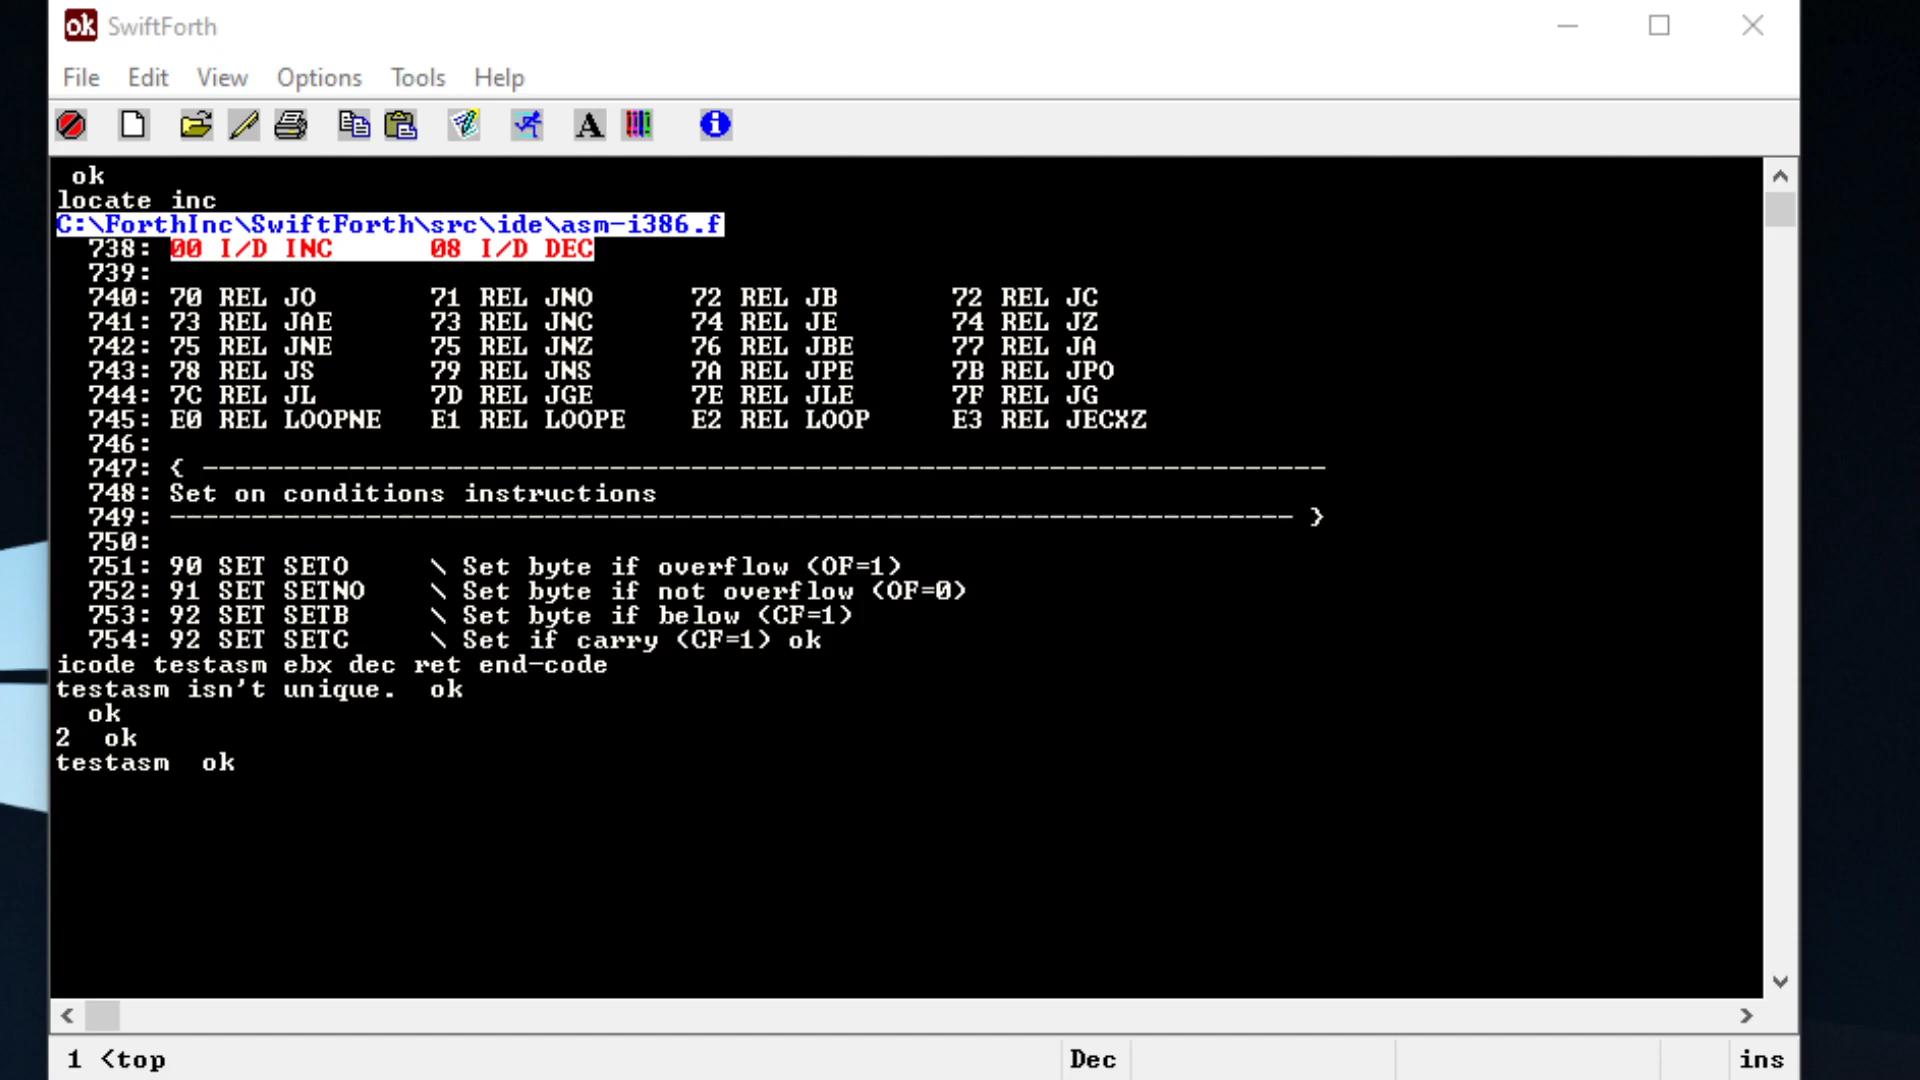 ok SwiftForth
File Edit View Options Tools Help
A
ok
locate inc
C:\ForthInc\SwiftForth\src\ide\asm-i386.f
738: 00 I/D INC 08 I/D DEC
739:
740: 70 REL JO 71 REL JNO 72 REL JB 72 REL JC
741: 73 REL JAE 73 REL JNC 74 REL JE 74 REL JZ
742: 75 REL JNE 75 REL JNZ 76 REL JBE 77 REL JA
743: 78 REL JS 79 REL JNS 7A REL JPE 7B REL JPO
744: 7C REL JL 7D REL JGE 7E REL JLE 7F REL JG
745: E0 REL LOOPNE E1 REL LOOPE E2 REL LOOP E3 REL JECXZ
746:
747: { ---------------------------------------------------------------------
748: Set on conditions instructions
749: --------------------------------------------------------------------- }
750:
751: 90 SET SETO \ Set byte if overflow (OF=1)
752: 91 SET SETNO \ Set byte if not overflow (OF=0)
753: 92 SET SETB \ Set byte if below (CF=1)
754: 92 SET SETC \ Set if carry (CF=1) ok
icode testasm ebx dec ret end-code
testasm isn't unique. ok
ok
2 ok
testasm ok
1 <top Dec ins